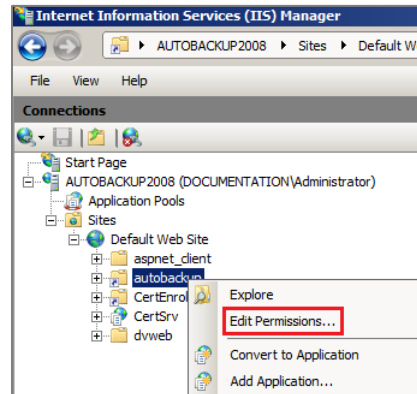 Internet Information Services (IIS) Manager
AUTOBACKUP2008 Sites Default W
File View Help
Connections
Start Page
AUTOBACKUP2008 (DOCUMENTATION\Administrator)
Application Pools
Sites
Default Web Site
aspnet_client
autobackup
CertEnrol
CertSrv
dvweb
Explore
Edit Permissions...
Convert to Application
Add Application...